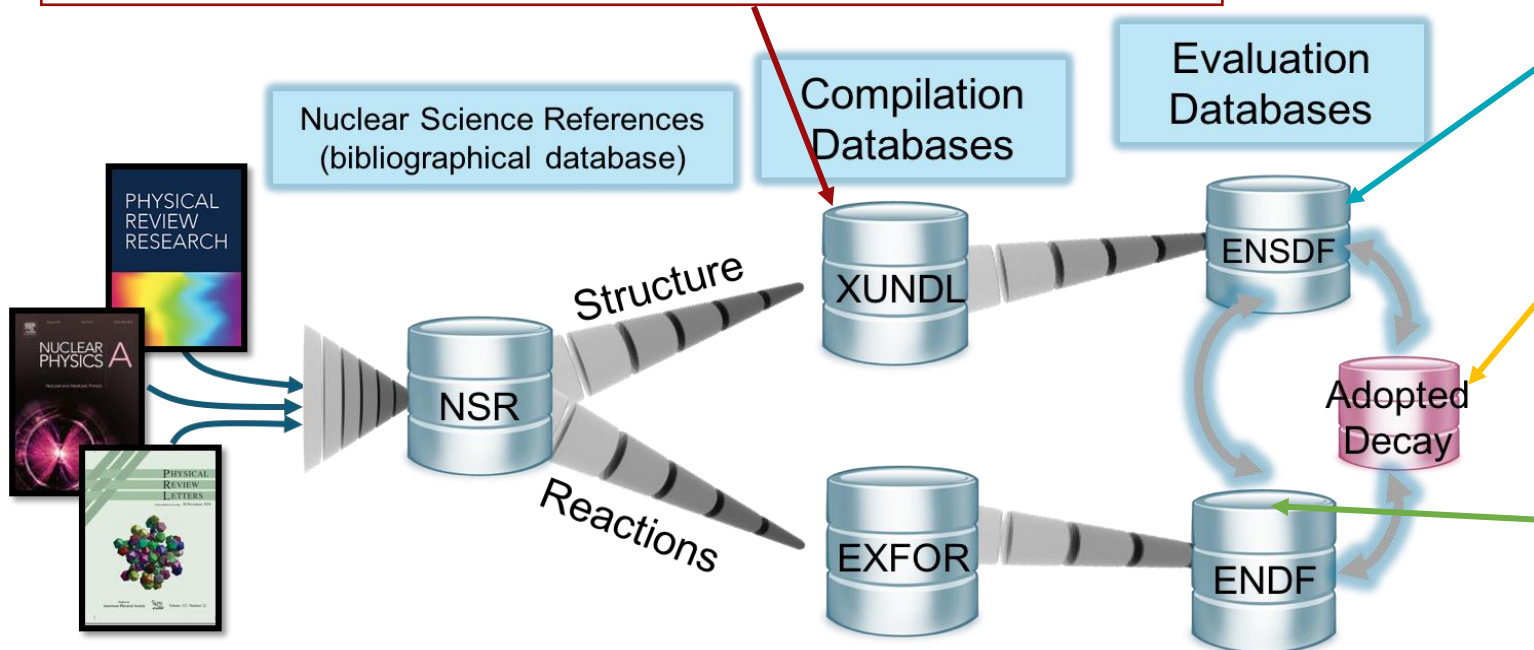 Nuclear Science References
(bibliographical database)
Compilation
Databases
Evaluation
Databases
PHYSICAL
REVIEW
RESEARCH
NUCLEAR
PHYSICS A
PHYSICAL
REVIEW
LETTERS
NSR
Structure
Reactions
XUNDL
EXFOR
ENSDF
Adopted
Decay
ENDF